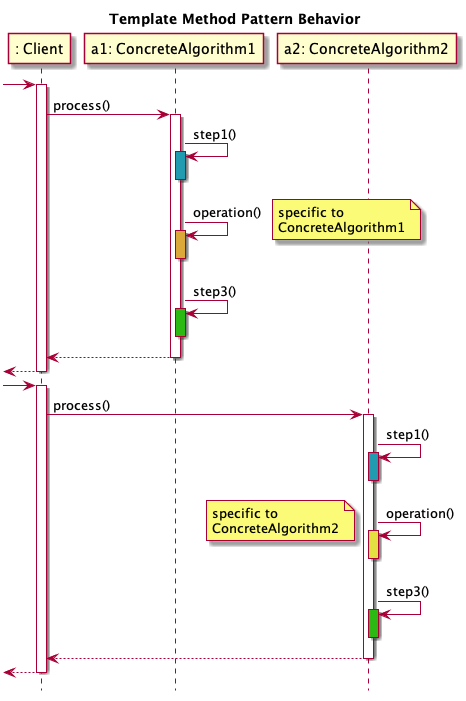 Template Method Pattern Behavior
: Client
a1: ConcreteAlgorithm1
a2: ConcreteAlgorithm2
process()
step1()
operation()
specific to
ConcreteAlgorithm1
step3()
process()
step1()
operation()
specific to
ConcreteAlgorithm2
step3()